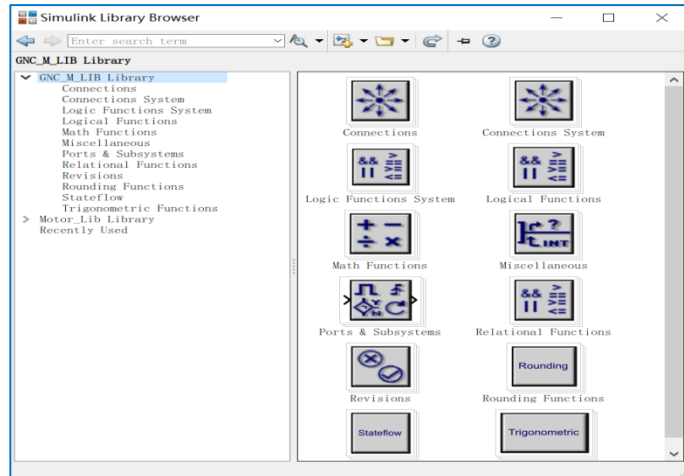 Simulink Library Browser
Enter search term
GNC_M_LIB Library
GNC_M_LIB Library
Connections
Connections System
Logic Functions System
Logical Functions
Math Functions
Miscellaneous
Ports & Subsystems
Relational Functions
Revisions
Rounding Functions
Stateflow
Trigonometric Functions
Motor_Lib Library
Recently Used
Connections
Connections System
&& > >= <= ||
Logic Functions System
&& > >= <= ||
Logical Functions
+ − ÷ ×
Math Functions
? INT
Miscellaneous
Y N
Ports & Subsystems
&& > >= <= ||
Relational Functions
Revisions
Rounding
Rounding Functions
Stateflow
Trigonometric